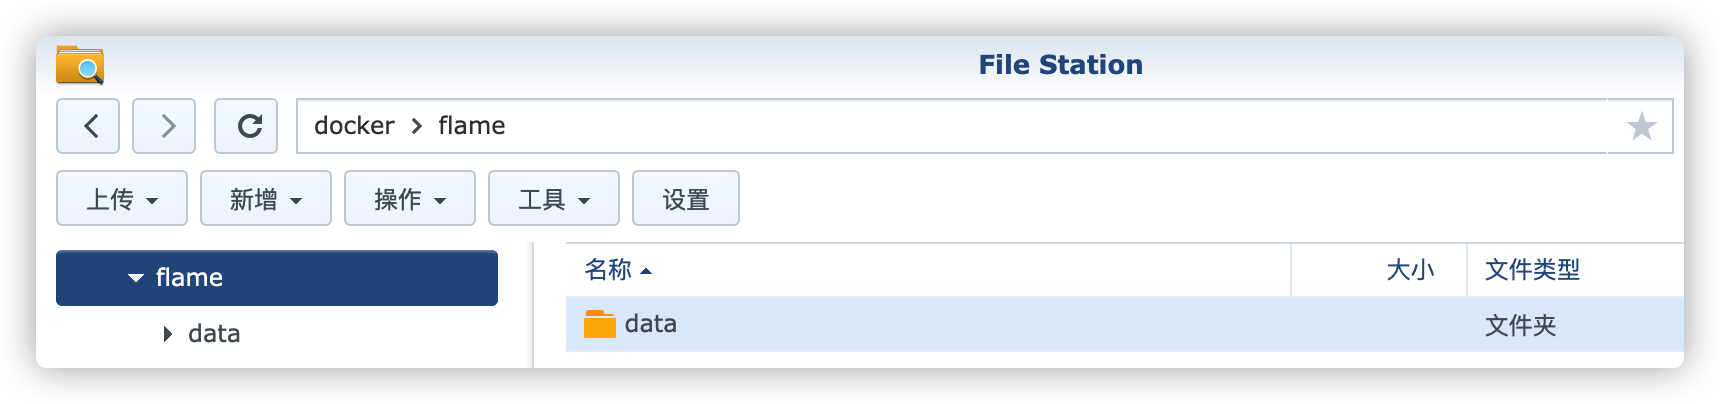 File Station
docker > flame
上传 新增 操作 工具 设置
flame
data
名称 大小 文件类型
data 文件夹